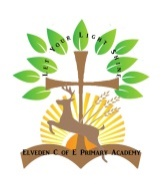 Let Your Light Shine
Elveden C of E Primary Academy